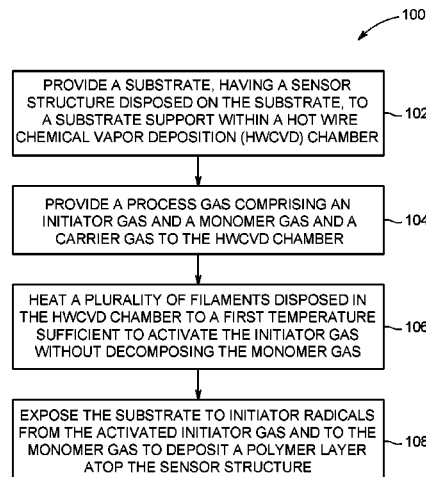 100
PROVIDE A SUBSTRATE, HAVING A SENSOR
STRUCTURE DISPOSED ON THE SUBSTRATE, TO
A SUBSTRATE SUPPORT WITHIN A HOT WIRE
CHEMICAL VAPOR DEPOSITION (HWCVD) CHAMBER
102
PROVIDE A PROCESS GAS COMPRISING AN
INITIATOR GAS AND A MONOMER GAS AND A
CARRIER GAS TO THE HWCVD CHAMBER
104
HEAT A PLURALITY OF FILAMENTS DISPOSED IN
THE HWCVD CHAMBER TO A FIRST TEMPERATURE
SUFFICIENT TO ACTIVATE THE INITIATOR GAS
WITHOUT DECOMPOSING THE MONOMER GAS
106
EXPOSE THE SUBSTRATE TO INITIATOR RADICALS
FROM THE ACTIVATED INITIATOR GAS AND TO THE
MONOMER GAS TO DEPOSIT A POLYMER LAYER
ATOP THE SENSOR STRUCTURE
108